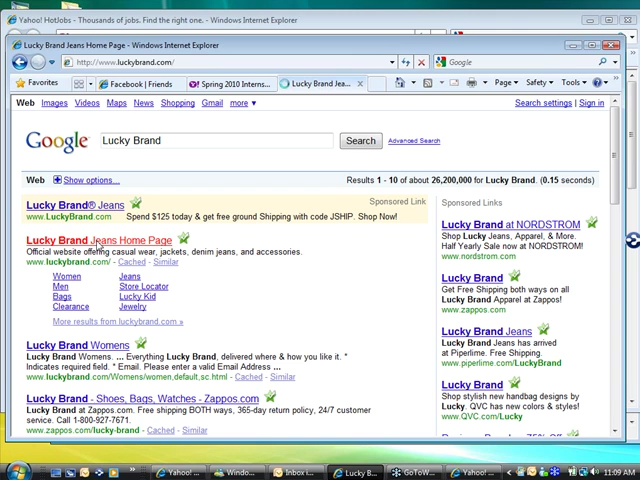 Yahoo! HotJobs - Thousands of jobs. Find the right one. - Windows Internet Explorer
Lucky Brand Jeans Home Page - Windows Internet Explorer
http://www.luckybrand.com/
Google
Favorites
Facebook | Friends
Spring 2010 Internn...
Lucky Brand Jea...
Page
Safety
Tools
Web Images Videos Maps News Shopping Gmail more ▼
Search settings | Sign in
Google
Lucky Brand
Search
Advanced Search
Web
Show options...
Results 1 - 10 of about 26,200,000 for Lucky Brand. (0.15 seconds)
Lucky Brand® Jeans
Sponsored Link
www.LuckyBrand.com Spend $125 today & get free ground Shipping with code JSHIP. Shop Now!
Lucky Brand Jeans Home Page
Official website offering casual wear, jackets, denim jeans, and accessories.
www.luckybrand.com/ - Cached - Similar
Women Jeans
Men Store Locator
Bags Lucky Kid
Clearance Jewelry
More results from luckybrand.com »
Lucky Brand Womens
Lucky Brand Womens. ... Everything Lucky Brand, delivered where & how you like it. *
Indicates required field. * Email. Please enter a valid Email Address ...
www.luckybrand.com/Womens/women,default,sc.html - Cached - Similar
Lucky Brand - Shoes, Bags, Watches - Zappos.com
Lucky Brand at Zappos.com. Free shipping BOTH ways, 365-day return policy, 24/7 customer
service. Call 1-800-927-7671.
www.zappos.com/lucky-brand - Cached - Similar
Sponsored Links
Lucky Brand at NORDSTROM
Shop Lucky Jeans, Apparel, & More.
Half Yearly Sale now at NORDSTROM!
www.nordstrom.com
Lucky Brand
Get Free Shipping both ways on all
Lucky Brand Apparel at Zappos!
www.zappos.com
Lucky Brand Jeans
Lucky Brand Jeans has arrived
at Piperlime. Free Shipping.
www.piperlime.com/LuckyBrand
Lucky Brand
Shop stylish new handbag designs by
Lucky. QVC has new colors & styles!
www.QVC.com/Lucky
Yahoo! ...
Windo...
Inbox i...
Lucky B...
GoToW...
Yahoo! ...
11:09 AM